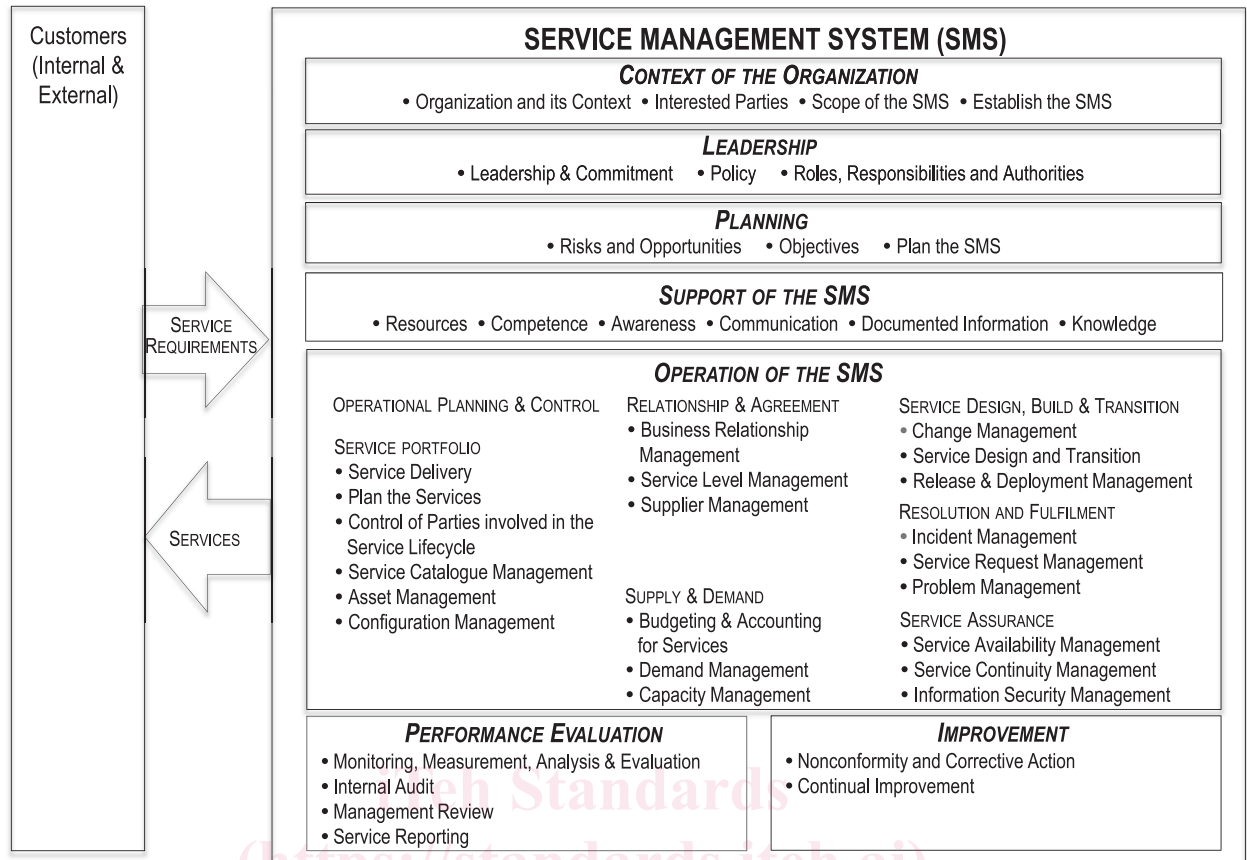 Customers
(Internal &
External)
SERVICE MANAGEMENT SYSTEM (SMS)
CONTEXT OF THE ORGANIZATION
• Organization and its Context • Interested Parties • Scope of the SMS • Establish the SMS
LEADERSHIP
• Leadership & Commitment • Policy • Roles, Responsibilities and Authorities
PLANNING
• Risks and Opportunities • Objectives • Plan the SMS
SERVICE
REQUIREMENTS
SUPPORT OF THE SMS
• Resources • Competence • Awareness • Communication • Documented Information • Knowledge
SERVICES
OPERATION OF THE SMS
OPERATIONAL PLANNING & CONTROL
SERVICE PORTFOLIO
• Service Delivery
• Plan the Services
• Control of Parties involved in the
Service Lifecycle
• Service Catalogue Management
• Asset Management
• Configuration Management
RELATIONSHIP & AGREEMENT
• Business Relationship
Management
• Service Level Management
• Supplier Management
SUPPLY & DEMAND
• Budgeting & Accounting
for Services
• Demand Management
• Capacity Management
SERVICE DESIGN, BUILD & TRANSITION
• Change Management
• Service Design and Transition
• Release & Deployment Management
RESOLUTION AND FULFILMENT
• Incident Management
• Service Request Management
• Problem Management
SERVICE ASSURANCE
• Service Availability Management
• Service Continuity Management
• Information Security Management
PERFORMANCE EVALUATION
• Monitoring, Measurement, Analysis & Evaluation
• Internal Audit
• Management Review
• Service Reporting
IMPROVEMENT
• Nonconformity and Corrective Action
• Continual Improvement
iTeh Standards
(https://standards.iteh.ai)